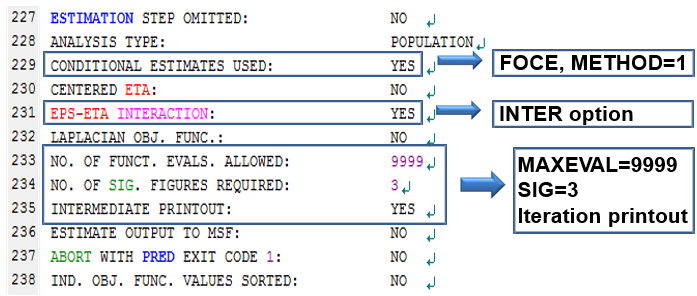 227 ESTIMATION STEP OMITTED: NO
228 ANALYSIS TYPE: POPULATION
229 CONDITIONAL ESTIMATES USED: YES
FOCE, METHOD=1
230 CENTERED ETA: NO
231 EPS-ETA INTERACTION: YES
INTER option
232 LAPLACIAN OBJ. FUNC.: NO
233 NO. OF FUNCT. EVALS. ALLOWED: 9999
234 NO. OF SIG. FIGURES REQUIRED: 3
235 INTERMEDIATE PRINTOUT: YES
MAXEVAL=9999
SIG=3
Iteration printout
236 ESTIMATE OUTPUT TO MSF: NO
237 ABORT WITH PRED EXIT CODE 1: NO
238 IND. OBJ. FUNC. VALUES SORTED: NO